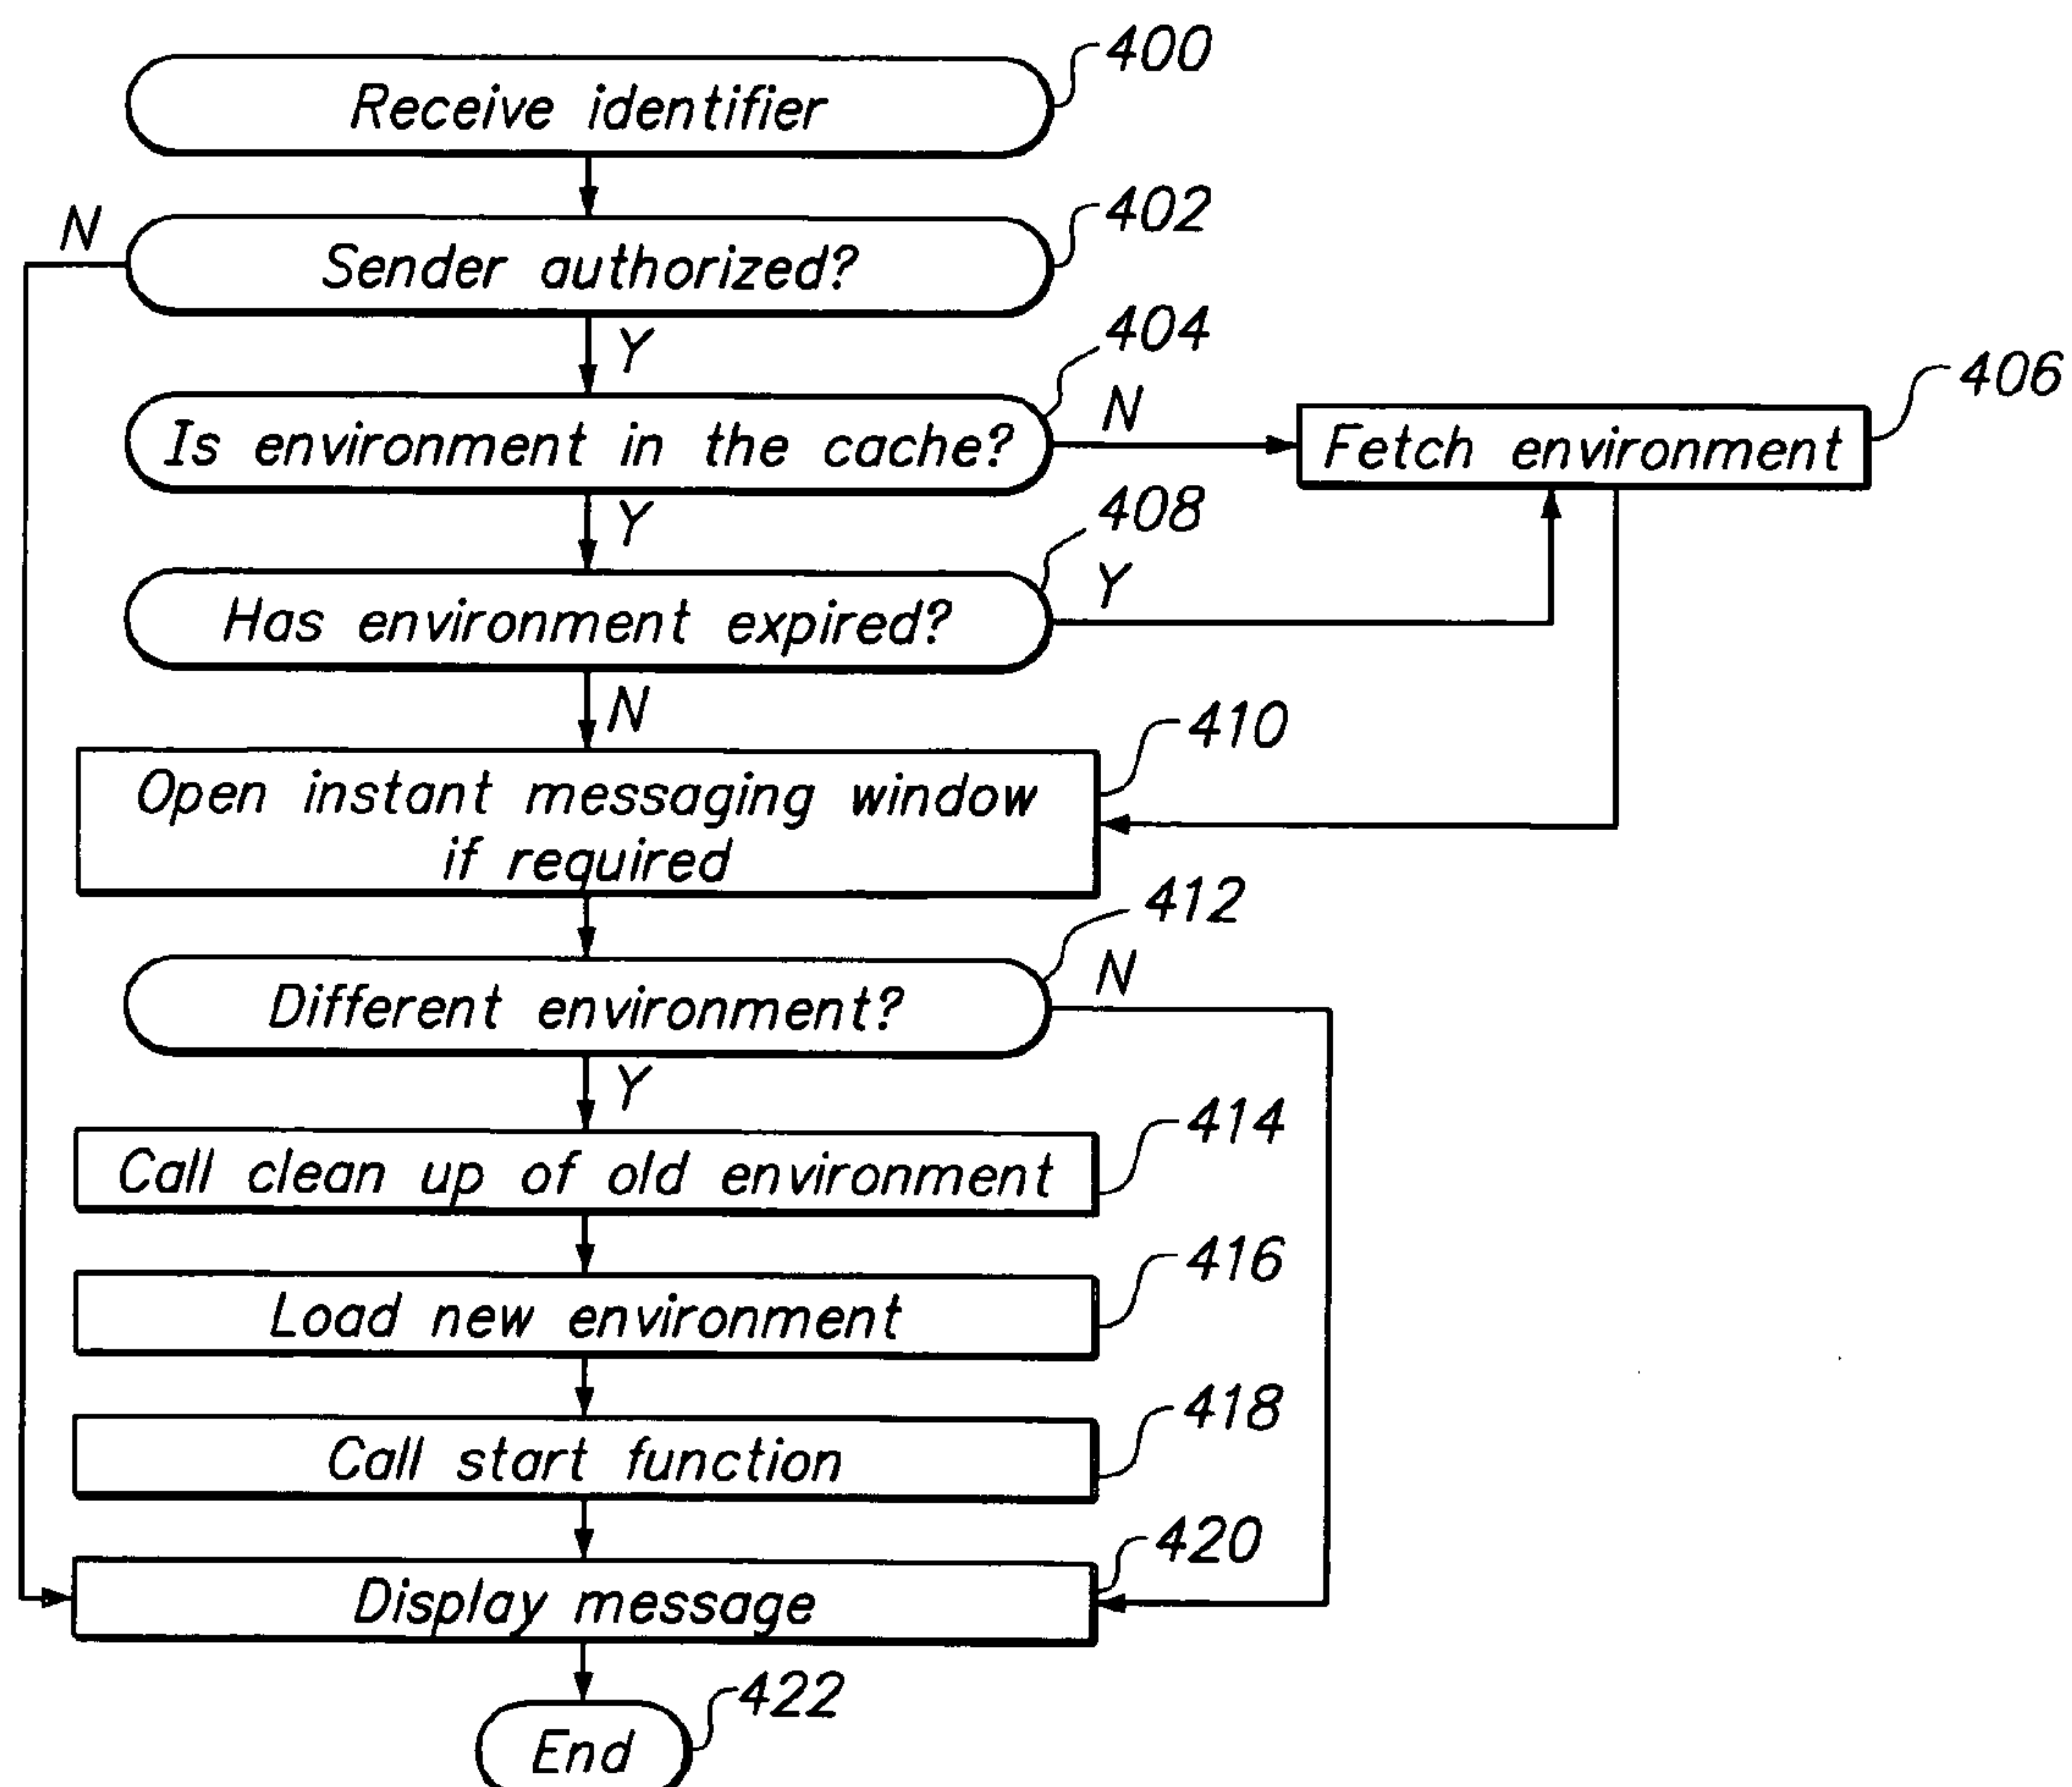 Receive identifier
400
N
Sender authorized?
402
Y
404
Is environment in the cache?
N
Fetch environment
406
Y
408
Has environment expired?
Y
N
410
Open instant messaging window
if required
412
Different environment?
N
Y
Call clean up of old environment
414
Load new environment
416
Call start function
418
Display message
420
End
422